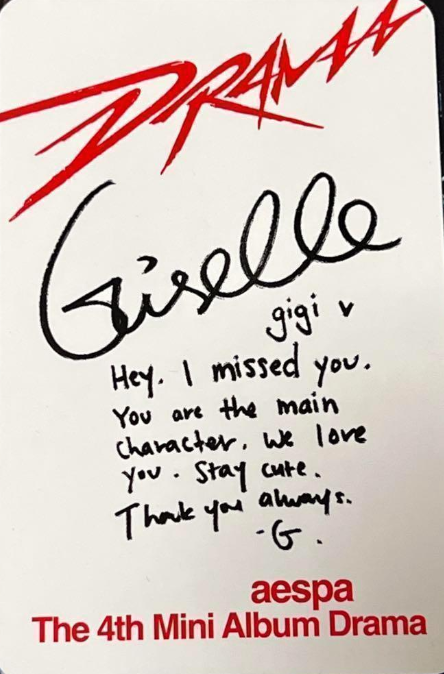 DRAMA
Giselle
gigi v
Hey. I missed you.
You are the main
character. We love
you. Stay cute.
Thank you always.
-G.
aespa
The 4th Mini Album Drama